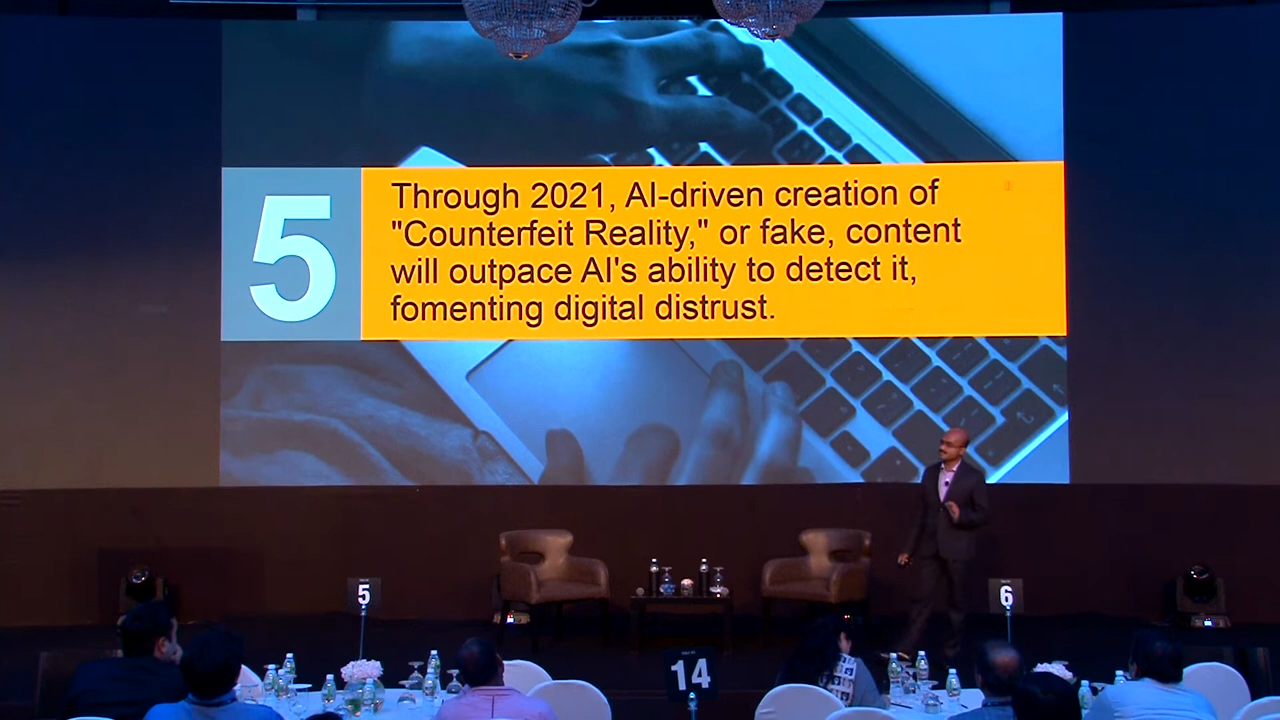 5
Through 2021, AI-driven creation of
"Counterfeit Reality," or fake, content
will outpace AI's ability to detect it,
fomenting digital distrust.
5
6
14